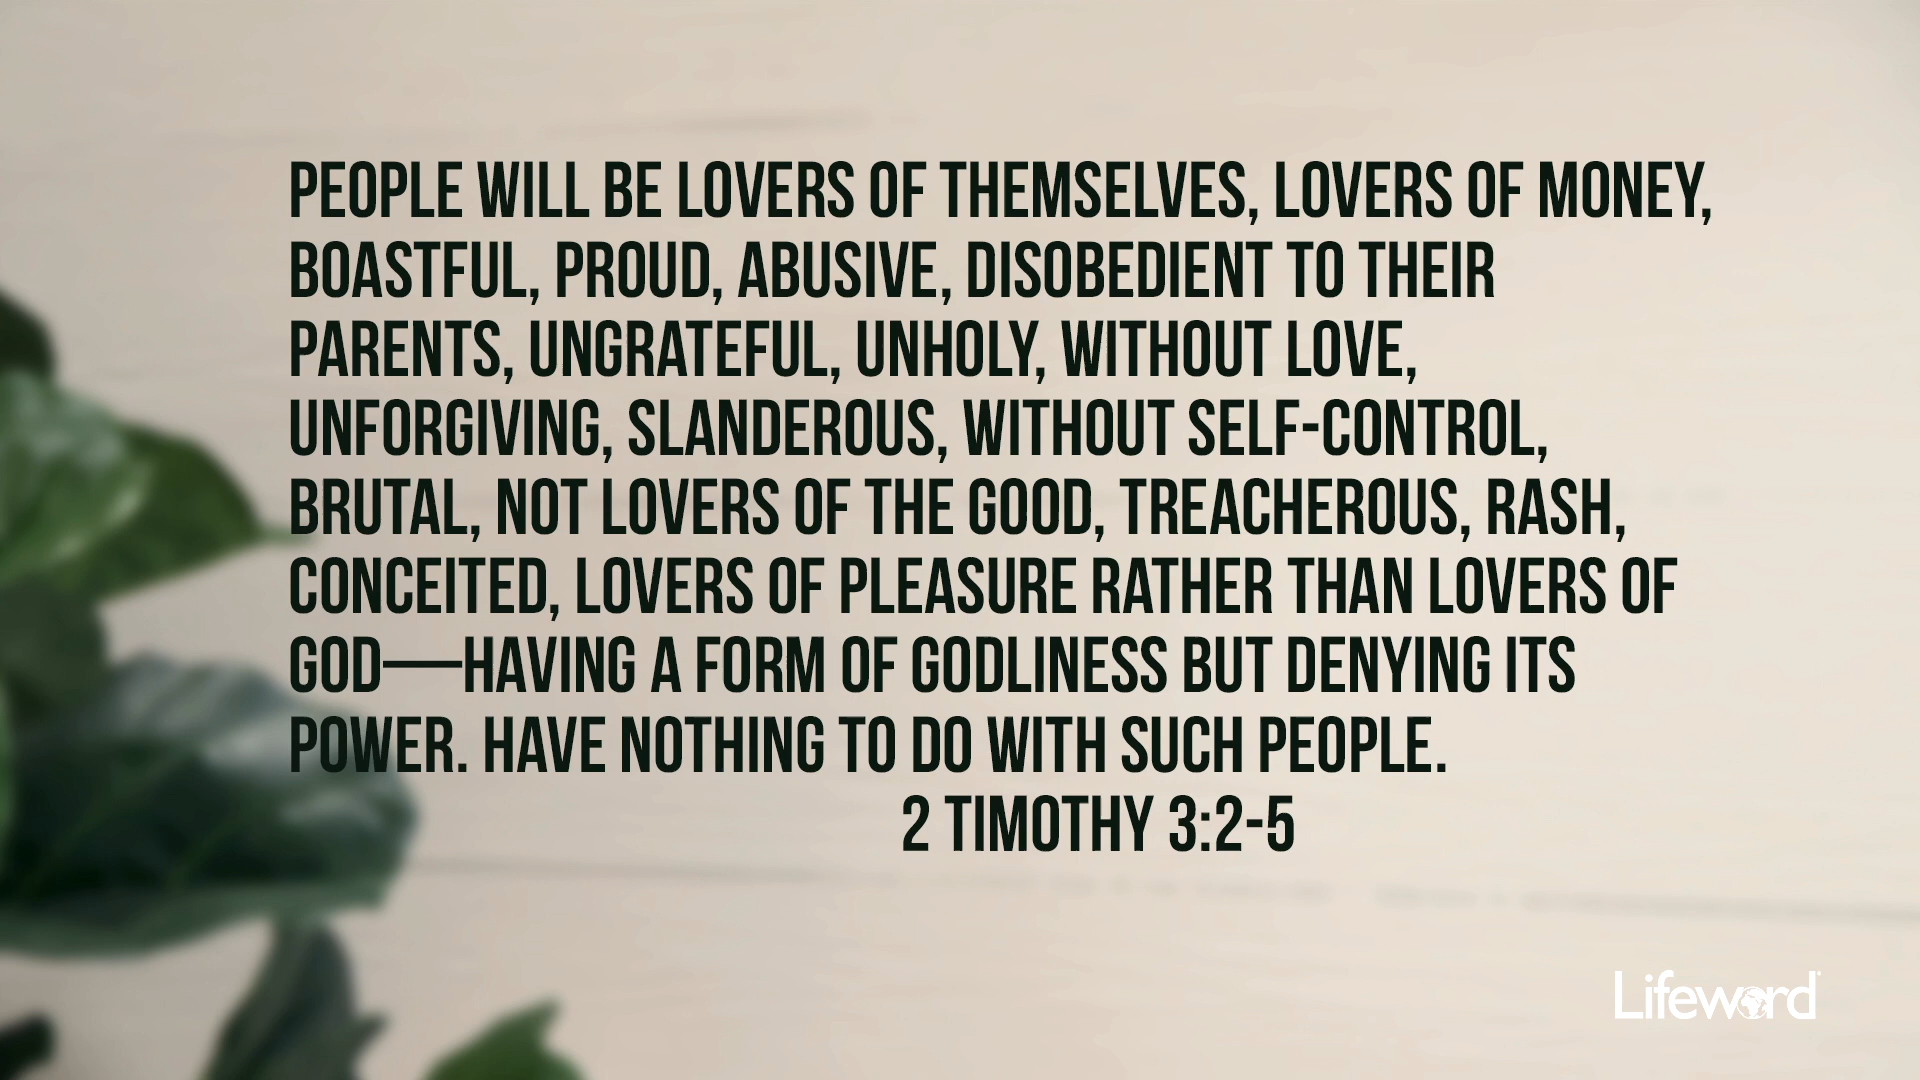 PEOPLE WILL BE LOVERS OF THEMSELVES, LOVERS OF MONEY,
BOASTFUL, PROUD, ABUSIVE, DISOBEDIENT TO THEIR
PARENTS, UNGRATEFUL, UNHOLY, WITHOUT LOVE,
UNFORGIVING, SLANDEROUS, WITHOUT SELF-CONTROL,
BRUTAL, NOT LOVERS OF THE GOOD, TREACHEROUS, RASH,
CONCEITED, LOVERS OF PLEASURE RATHER THAN LOVERS OF
GOD—HAVING A FORM OF GODLINESS BUT DENYING ITS
POWER. HAVE NOTHING TO DO WITH SUCH PEOPLE.
2 TIMOTHY 3:2-5
Lifeword